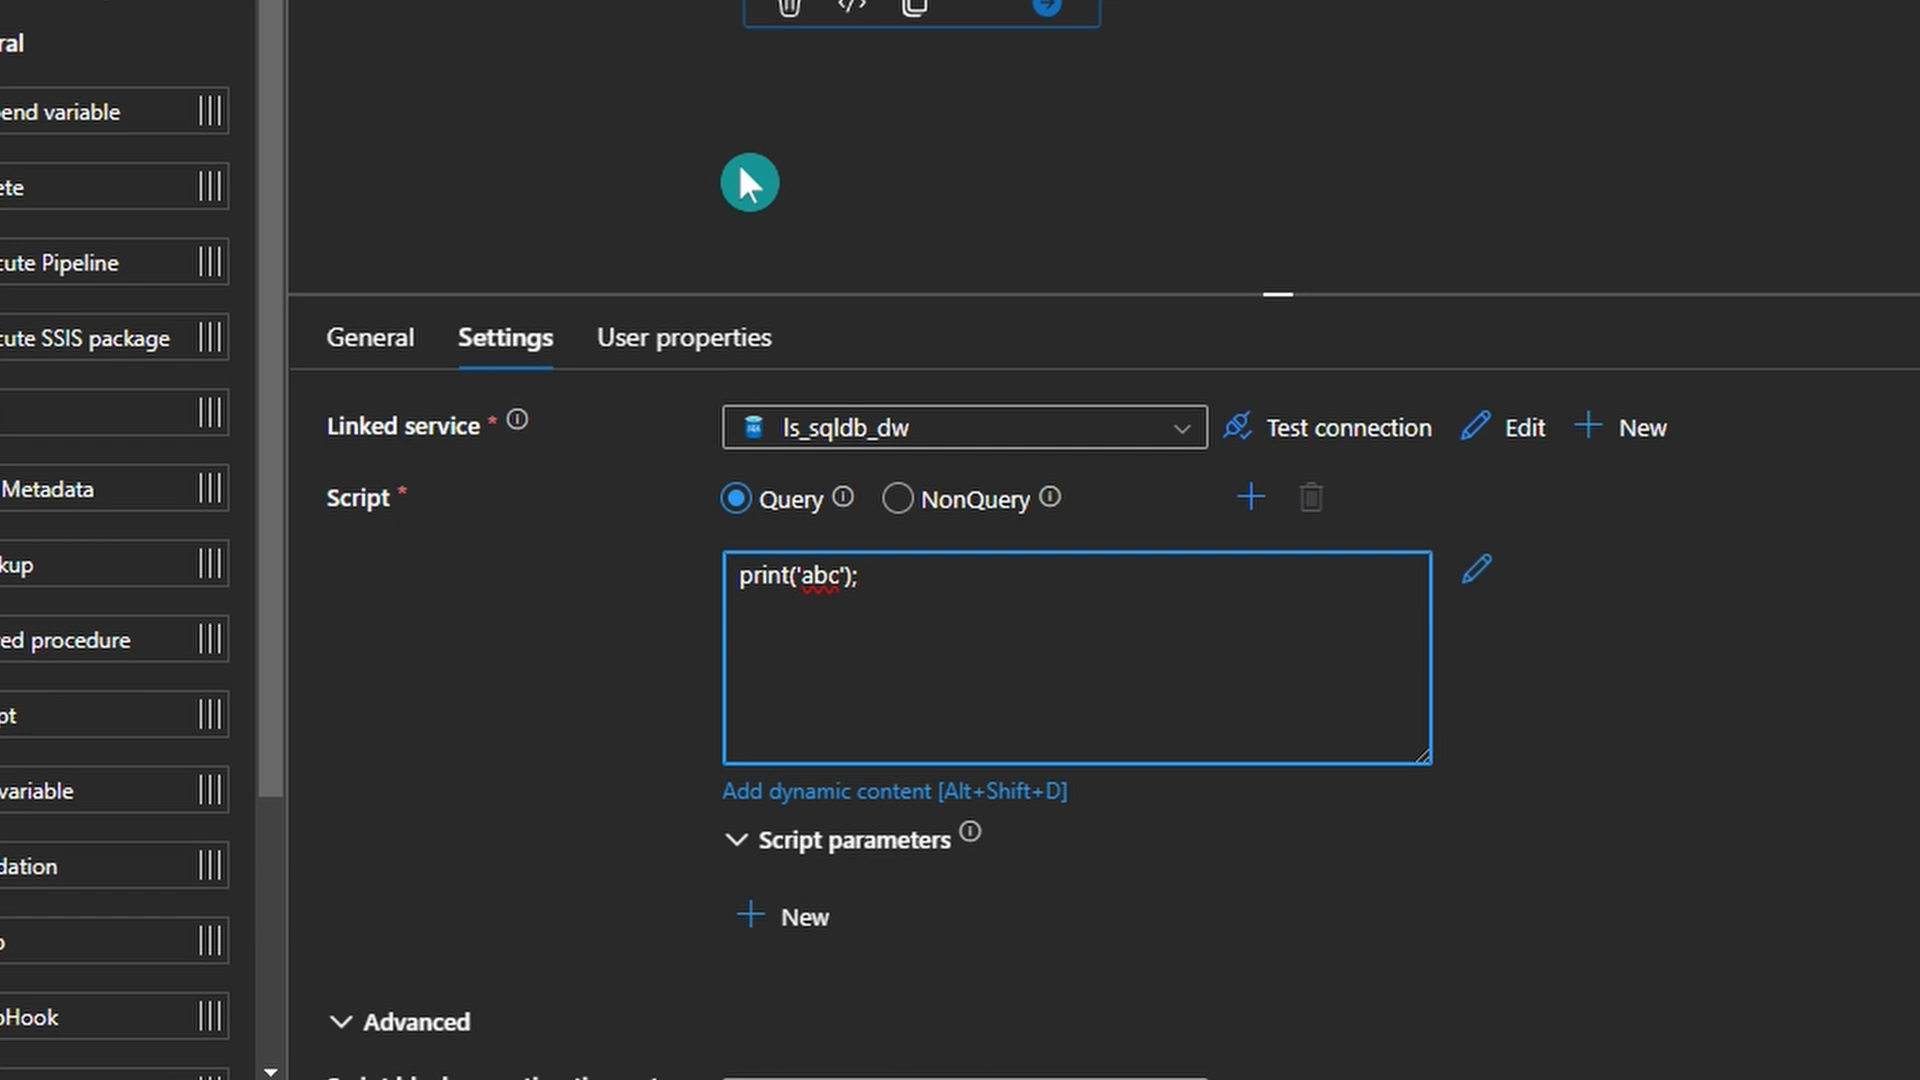 ral
end variable
ete
cute Pipeline
cute SSIS package
Metadata
kup
red procedure
pt
variable
dation
oHook
General Settings User properties
Linked service * ls_sqldb_dw Test connection Edit New
Script * Query NonQuery
print('abc');
Add dynamic content [Alt+Shift+D]
Script parameters
New
Advanced